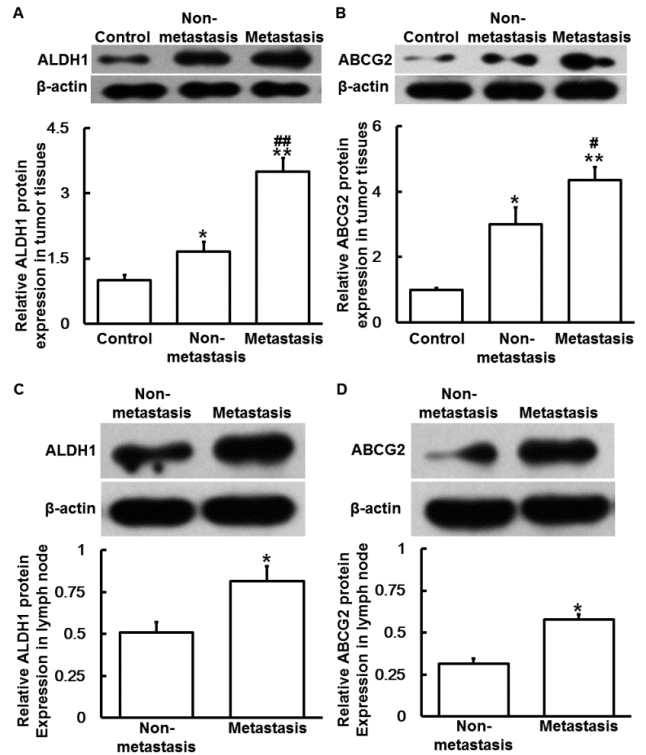 A
Control
Non-
metastasis
Metastasis
ALDH1
β-actin
Relative ALDH1 protein
expression in tumor tissues
4.5
3
1.5
0
*
##
**
Control
Non-
metastasis
Metastasis
B
Control
Non-
metastasis
Metastasis
ABCG2
β-actin
Relative ABCG2 protein
expression in tumor tissues
6
4
2
0
*
#
**
Control
Non-
metastasis
Metastasis
C
Non-
metastasis
Metastasis
ALDH1
β-actin
Relative ALDH1 protein
Expression in lymph node
1
0.75
0.5
0.25
0
*
Non-
metastasis
Metastasis
D
Non-
metastasis
Metastasis
ABCG2
β-actin
Relative ABCG2 protein
Expression in lymph node
1
0.75
0.5
0.25
0
*
Non-
metastasis
Metastasis